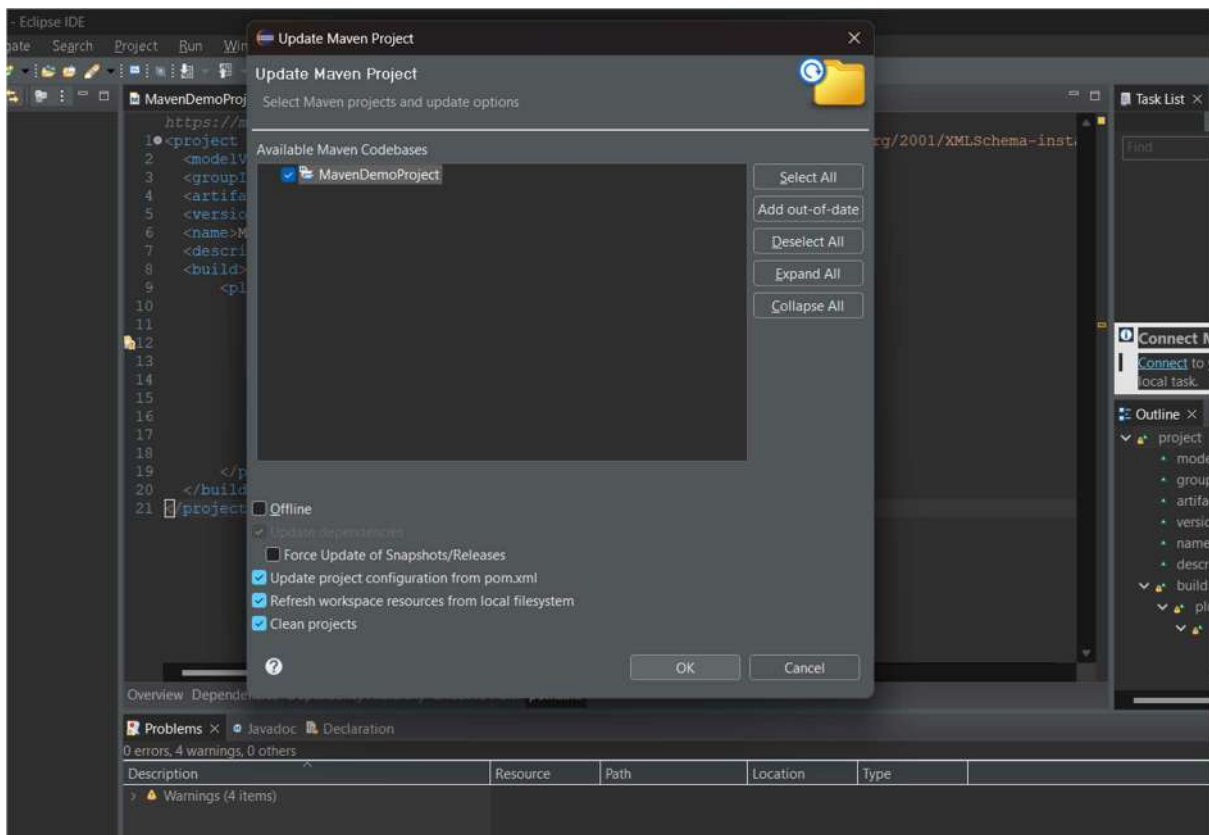 - Eclipse IDE
gate Search Project Run Win
Update Maven Project
Update Maven Project
Select Maven projects and update options
MavenDemoProj
Task List
https://m
1 <project rg/2001/XMLSchema-inst
2 <modelV
3 <groupI
4 <artifa
5 <versio
6 <name>M
7 <descri
8 <build>
9 <pl
10
11
12
13
14
15
16
17
18
19 </p
20 </build
21 </project
Available Maven Codebases
MavenDemoProject
Select All
Add out-of-date
Deselect All
Expand All
Collapse All
Offline
Update dependencies
Force Update of Snapshots/Releases
Update project configuration from pom.xml
Refresh workspace resources from local filesystem
Clean projects
OK
Cancel
Find
Connect M
Connect to
local task.
Outline
project
mode
group
artifa
versio
name
descr
build
pl
Overview Depende
Problems Javadoc Declaration
0 errors, 4 warnings, 0 others
Description Resource Path Location Type
Warnings (4 items)